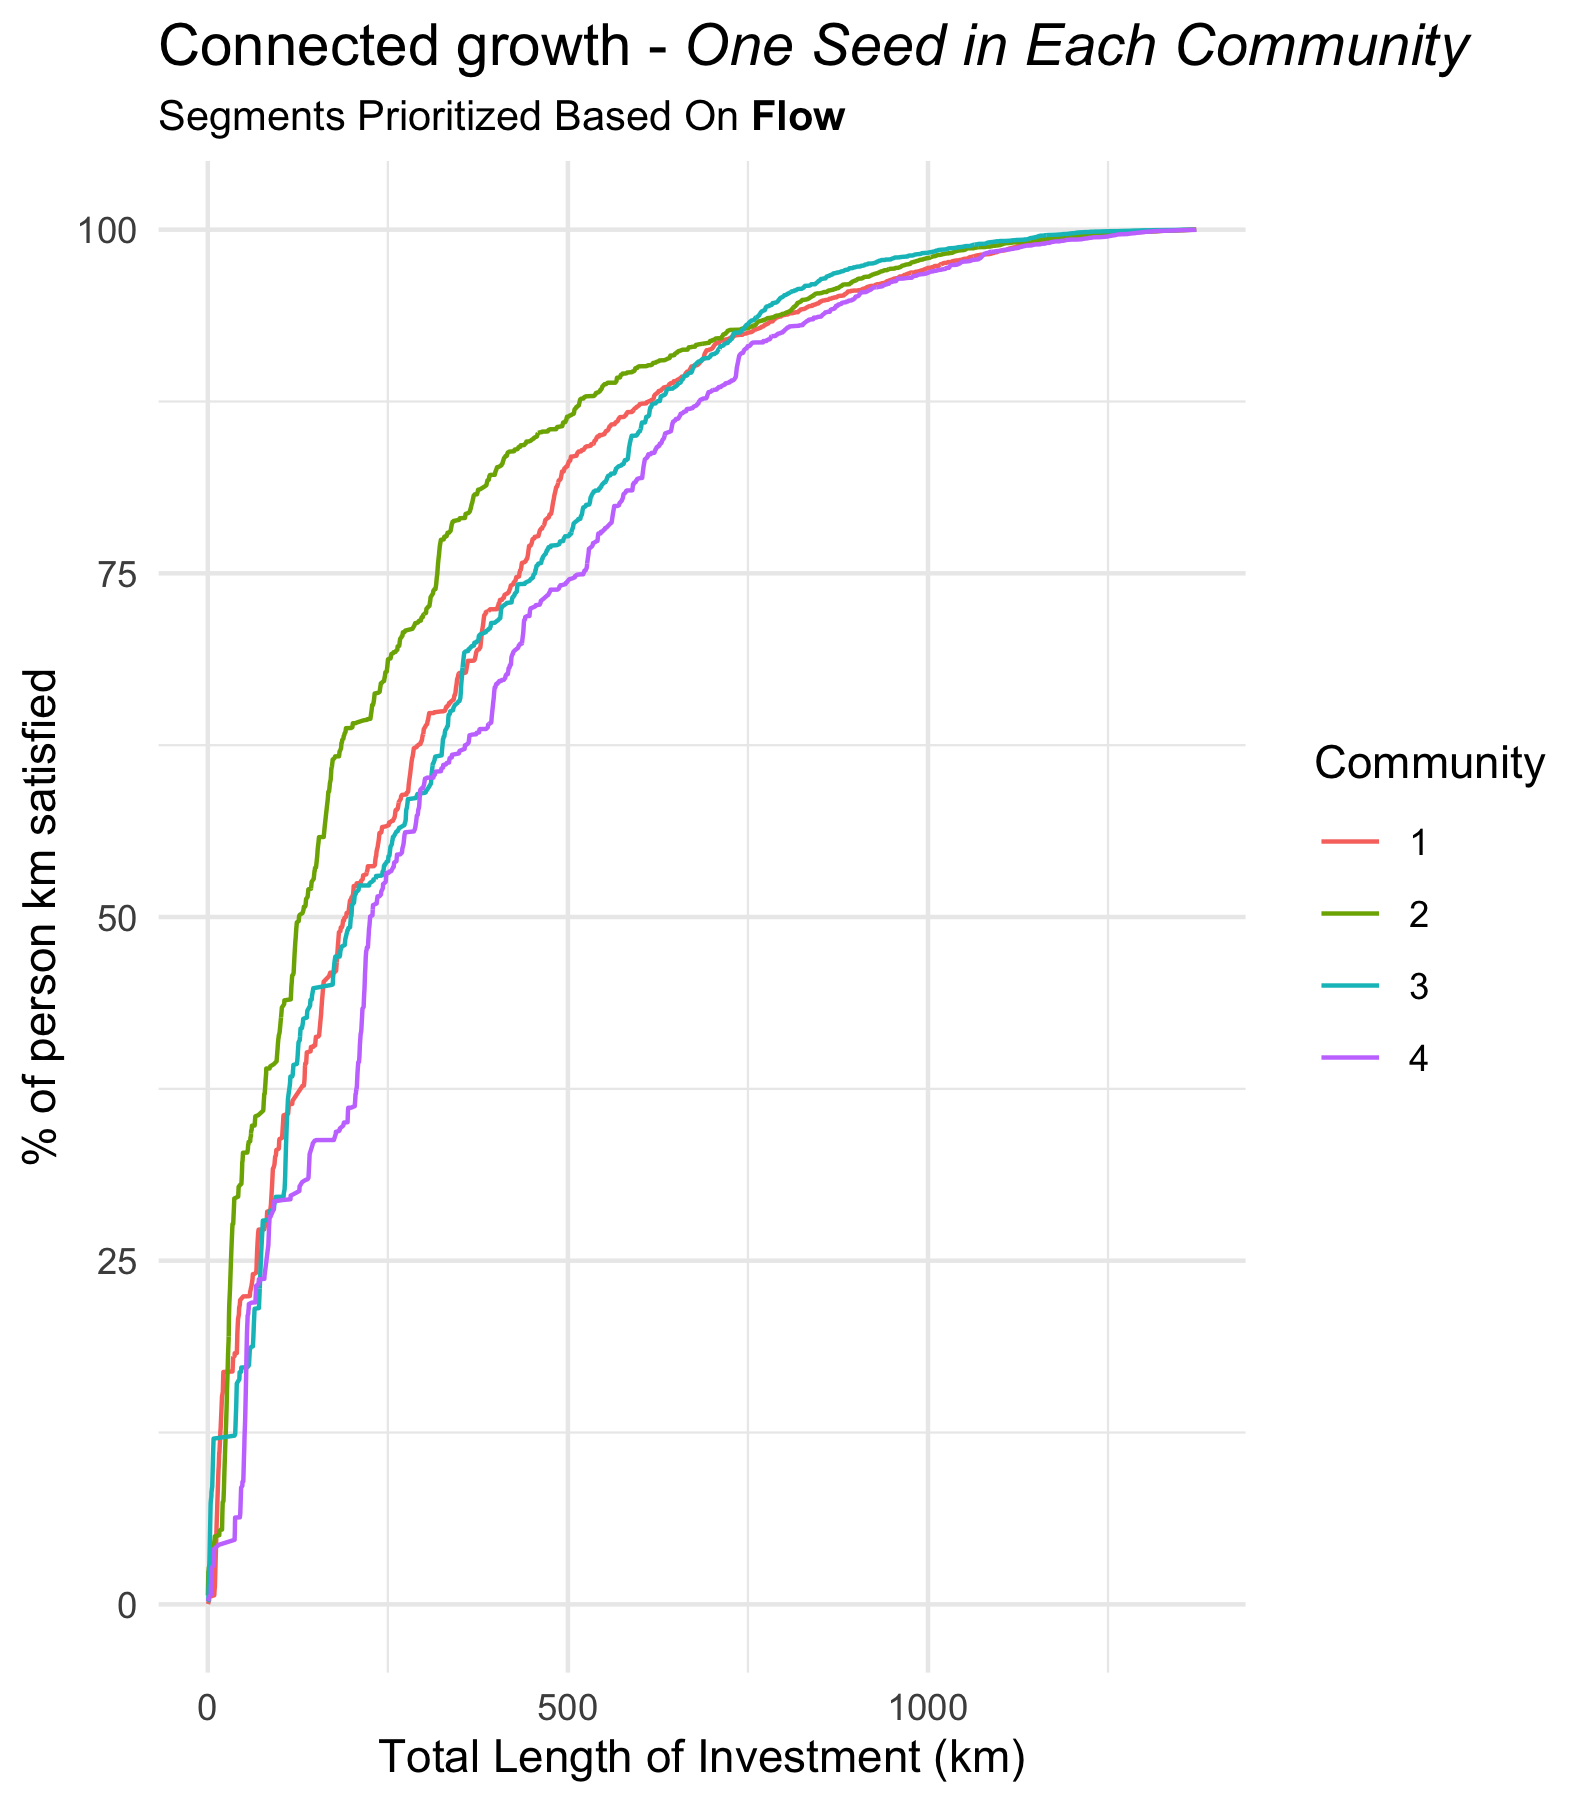 Connected growth - One Seed in Each Community
Segments Prioritized Based On Flow
% of person km satisfied
100
75
50
25
0
0 500 1000
Total Length of Investment (km)
Community
1
2
3
4